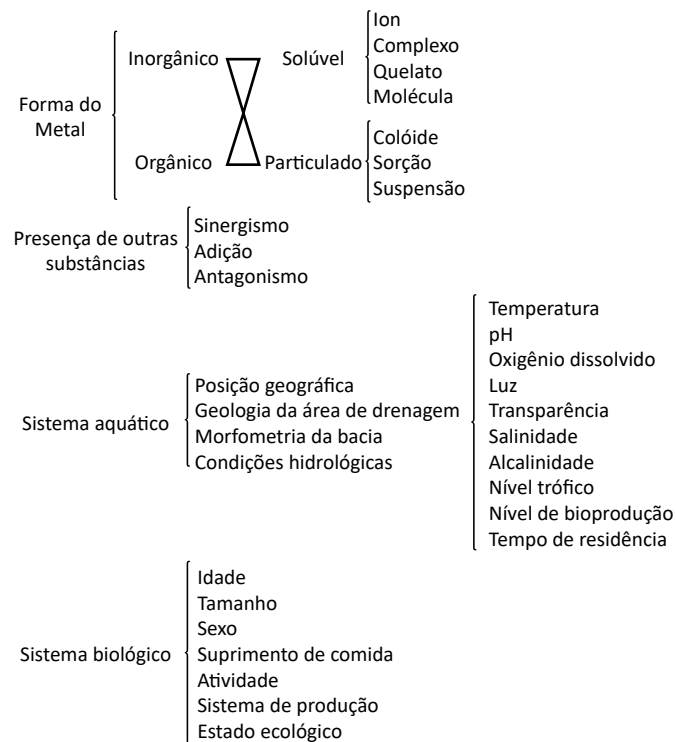 Forma do
Metal
Inorgânico
Orgânico
Solúvel
Particulado
Ion
Complexo
Quelato
Molécula
Colóide
Sorção
Suspensão
Presença de outras
substâncias
Sinergismo
Adição
Antagonismo
Sistema aquático
Posição geográfica
Geologia da área de drenagem
Morfometria da bacia
Condições hidrológicas
Temperatura
pH
Oxigênio dissolvido
Luz
Transparência
Salinidade
Alcalinidade
Nível trófico
Nível de bioprodução
Tempo de residência
Sistema biológico
Idade
Tamanho
Sexo
Suprimento de comida
Atividade
Sistema de produção
Estado ecológico